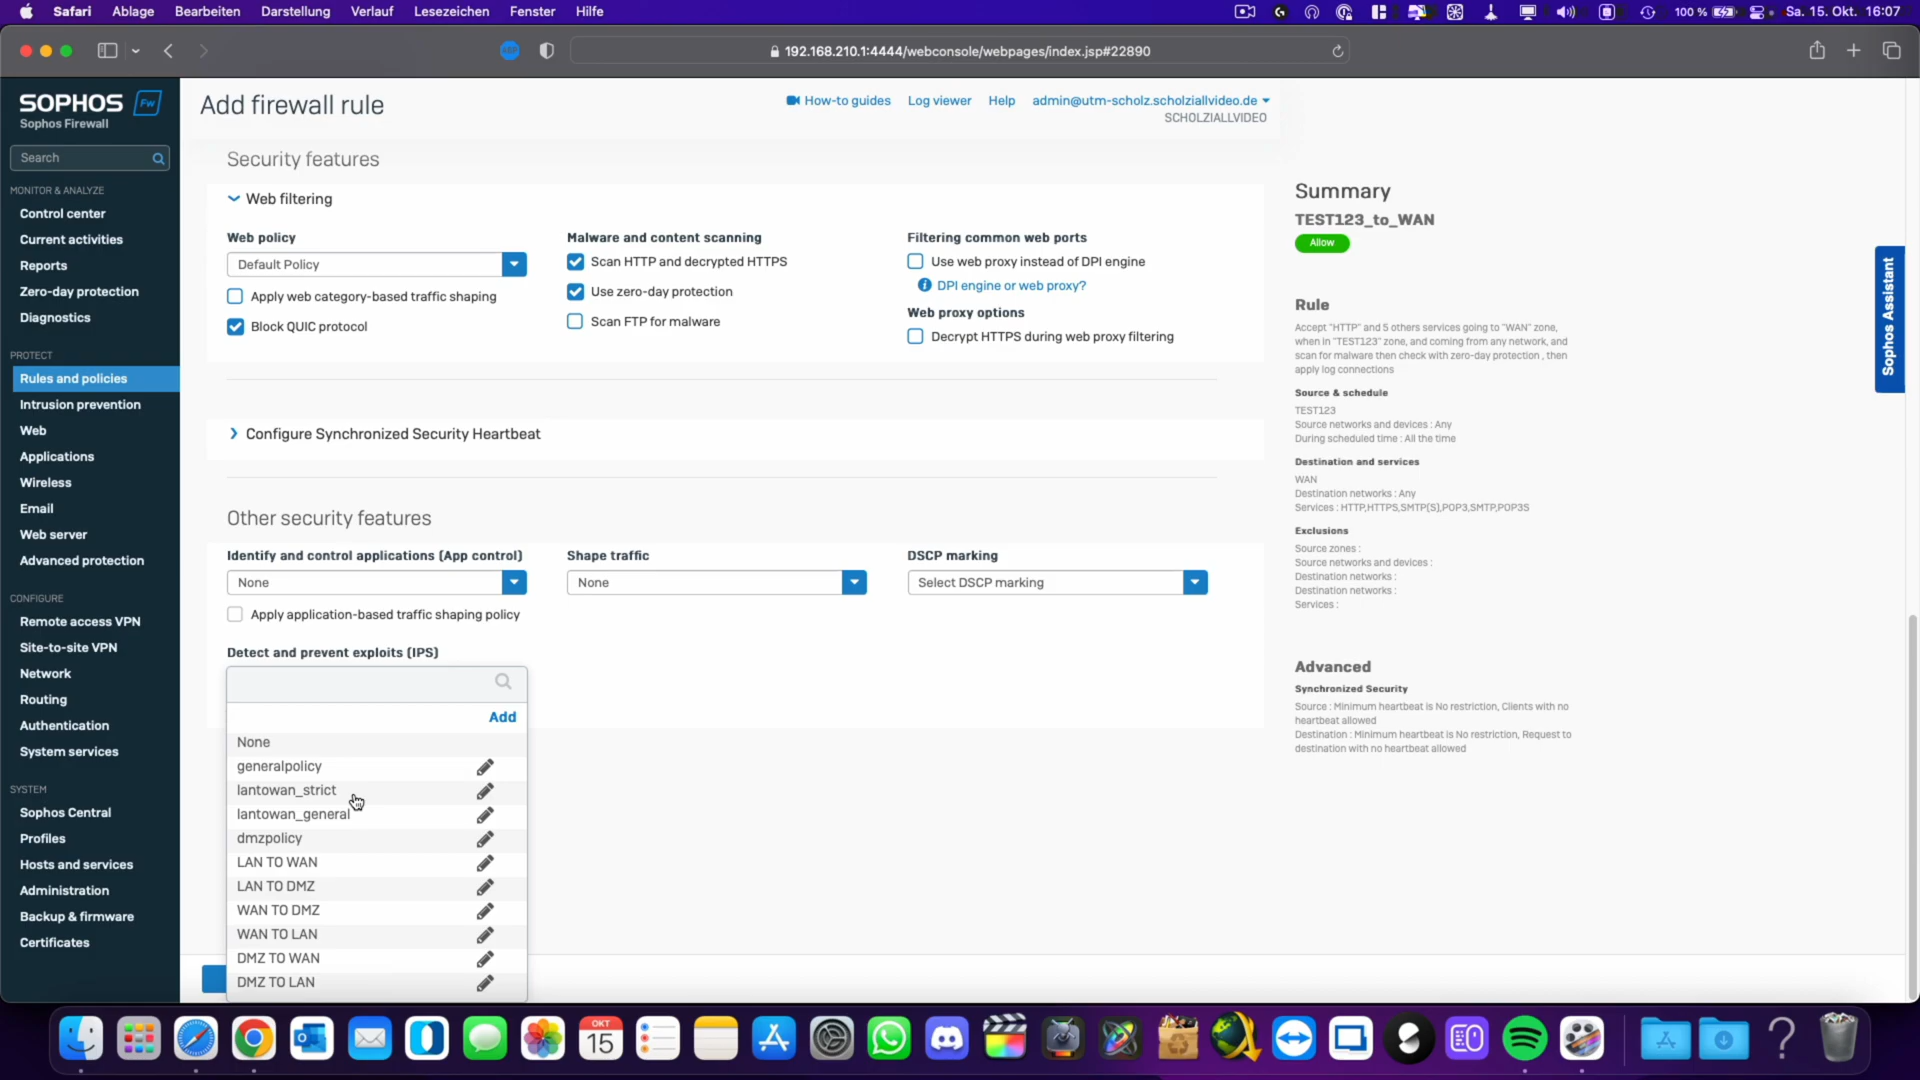 Safari Ablage Bearbeiten Darstellung Verlauf Lesezeichen Fenster Hilfe
100 % Sa. 15. Okt. 16:07
ABP
192.168.210.1:4444/webconsole/webpages/index.jsp#22890
SOPHOS Fw
Sophos Firewall
Search
MONITOR & ANALYZE
Control center
Current activities
Reports
Zero-day protection
Diagnostics
PROTECT
Rules and policies
Intrusion prevention
Web
Applications
Wireless
Email
Web server
Advanced protection
CONFIGURE
Remote access VPN
Site-to-site VPN
Network
Routing
Authentication
System services
SYSTEM
Sophos Central
Profiles
Hosts and services
Administration
Backup & firmware
Certificates
Add firewall rule
How-to guides Log viewer Help admin@utm-scholz.scholziallvideo.de
SCHOLZIALLVIDEO
Security features
Web filtering
Web policy
Default Policy
Apply web category-based traffic shaping
Block QUIC protocol
Malware and content scanning
Scan HTTP and decrypted HTTPS
Use zero-day protection
Scan FTP for malware
Filtering common web ports
Use web proxy instead of DPI engine
DPI engine or web proxy?
Web proxy options
Decrypt HTTPS during web proxy filtering
Configure Synchronized Security Heartbeat
Other security features
Identify and control applications (App control)
None
Apply application-based traffic shaping policy
Shape traffic
None
DSCP marking
Select DSCP marking
Detect and prevent exploits (IPS)
Add
None
generalpolicy
lantowan_strict
lantowan_general
dmzpolicy
LAN TO WAN
LAN TO DMZ
WAN TO DMZ
WAN TO LAN
DMZ TO WAN
DMZ TO LAN
Summary
TEST123_to_WAN
Allow
Rule
Accept "HTTP" and 5 others services going to "WAN" zone,
when in "TEST123" zone, and coming from any network, and
scan for malware then check with zero-day protection , then
apply log connections
Source & schedule
TEST123
Source networks and devices : Any
During scheduled time : All the time
Destination and services
WAN
Destination networks : Any
Services : HTTP,HTTPS,SMTP(S),POP3,SMTP,POP3S
Exclusions
Source zones :
Source networks and devices :
Destination networks :
Destination networks :
Services :
Advanced
Synchronized Security
Source : Minimum heartbeat is No restriction, Clients with no
heartbeat allowed
Destination : Minimum heartbeat is No restriction, Request to
destination with no heartbeat allowed
Sophos Assistant
OKT
15